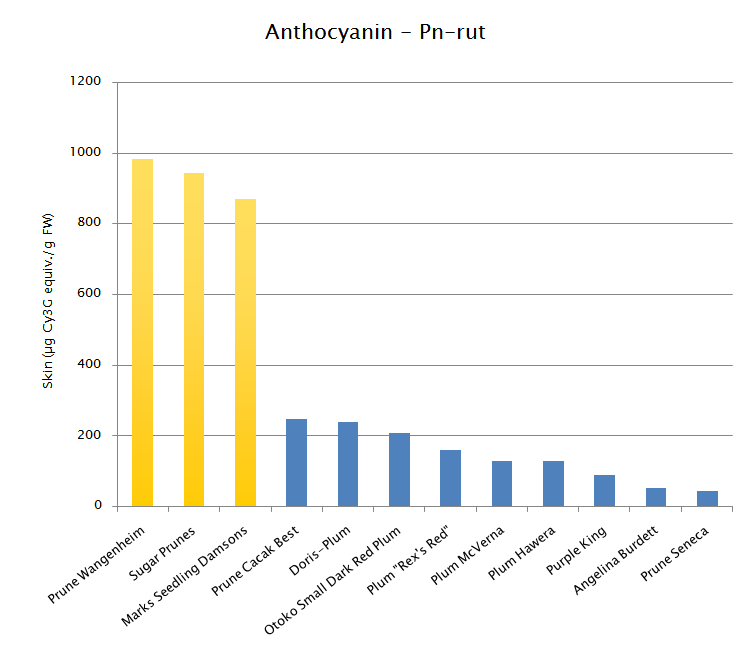 Anthocyanin - Pn-rut
1200
1000
800
600
400
200
0
Skin (µg Cy3G equiv./g FW)
Prune Wangenheim
Sugar Prunes
Marks Seedling Damsons
Prune Cacak Best
Doris-Plum
Otoko Small Dark Red Plum
Plum "Rex's Red"
Plum McVerna
Plum Hawera
Purple King
Angelina Burdett
Prune Seneca